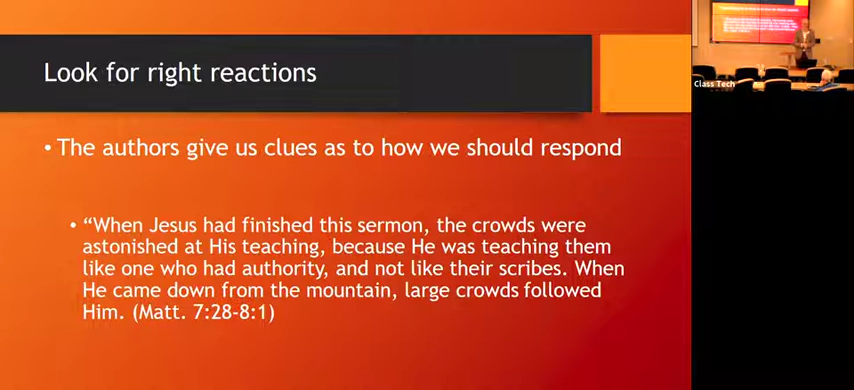 Look for right reactions
• The authors give us clues as to how we should respond
• “When Jesus had finished this sermon, the crowds were
astonished at His teaching, because He was teaching them
like one who had authority, and not like their scribes. When
He came down from the mountain, large crowds followed
Him. (Matt. 7:28-8:1)
Class Tech